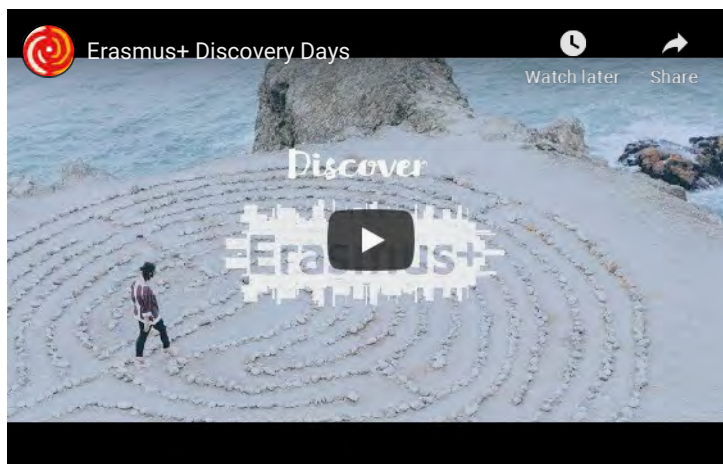 Erasmus+ Discovery Days
Watch later
Share
Discover
Erasmus+